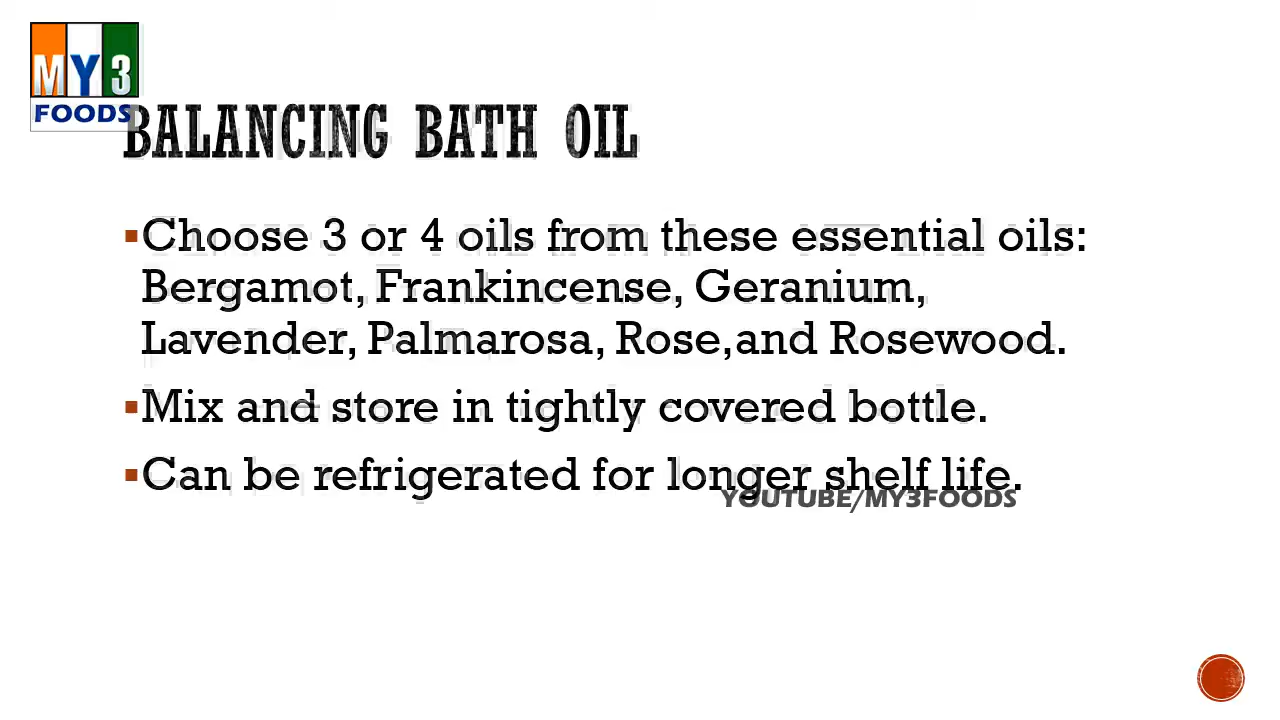 MY3
FOODS
BALANCING BATH OIL
▪Choose 3 or 4 oils from these essential oils:
Bergamot, Frankincense, Geranium,
Lavender, Palmarosa, Rose,and Rosewood.
▪Mix and store in tightly covered bottle.
▪Can be refrigerated for longer shelf life.
YOUTUBE/MY3FOODS